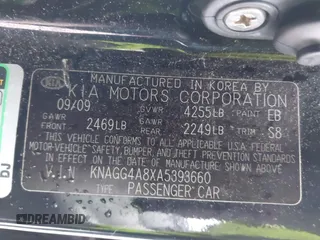 MANUFACTURED IN KOREA BY
KIA KIA MOTORS CORPORATION
09/09 GVWR 4255LB PAINT EB
GAWR FRONT 2469LB GAWR REAR 2249LB TRIM S8
THIS VEHICLE CONFORMS TO ALL APPLICABLE U.S.A. FEDERAL
MOTOR-VEHICLE SAFETY, BUMPER, AND THEFT PREVENTION
STANDARDS IN EFFECT ON THE DATE OF MANUFACTURE SHOWN ABOVE.
V.I.N KNAGG4A8XA5393660
TYPE PASSENGER CAR
DREAMBID